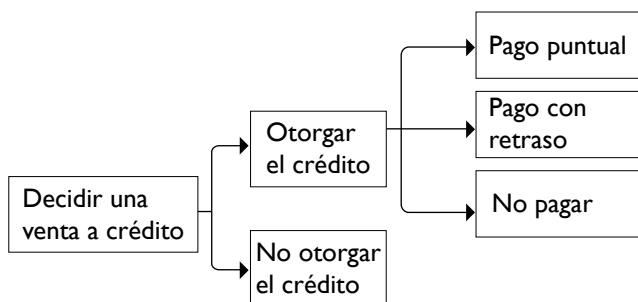 Decidir una
venta a crédito
Otorgar
el crédito
No otorgar
el crédito
Pago puntual
Pago con
retraso
No pagar